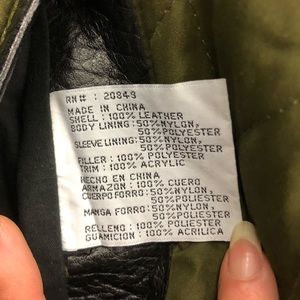 RN# : 20848
MADE IN CHINA
SHELL: 100% LEATHER
BODY LINING: 50%NYLON,
50%POLYESTER
SLEEVE LINING: 50%NYLON,
50%POLYESTER
FILLER: 100% POLYESTER
TRIM: 100% ACRYLIC
HECHO EN CHINA
ARMAZON: 100% CUERO
CUERPO FORRO: 50%NYLON,
50%POLIESTER
MANGA FORRO: 50%NYLON,
50%POLIESTER
RELLENO: 100% POLIESTER
GUAMICION: 100% ACRILICA